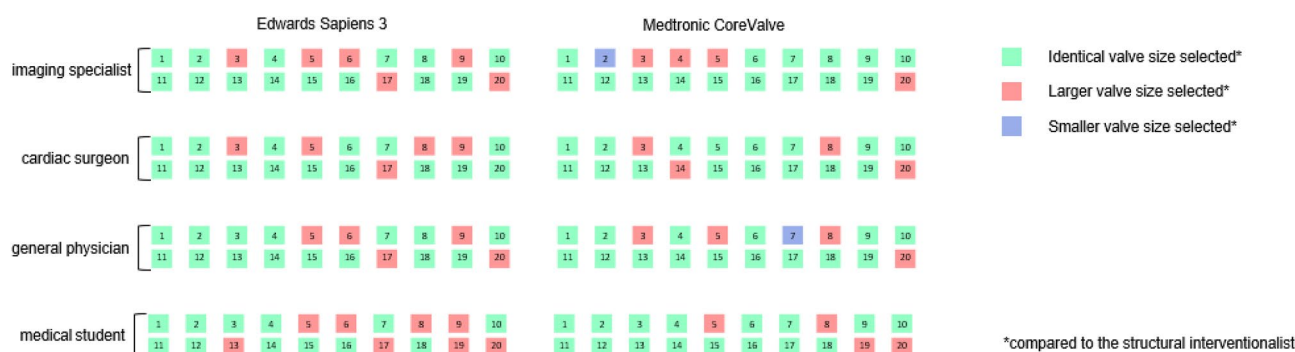 Edwards Sapiens 3
Medtronic CoreValve
imaging specialist
1 2 3 4 5 6 7 8 9 10
11 12 13 14 15 16 17 18 19 20
1 2 3 4 5 6 7 8 9 10
11 12 13 14 15 16 17 18 19 20
cardiac surgeon
1 2 3 4 5 6 7 8 9 10
11 12 13 14 15 16 17 18 19 20
1 2 3 4 5 6 7 8 9 10
11 12 13 14 15 16 17 18 19 20
general physician
1 2 3 4 5 6 7 8 9 10
11 12 13 14 15 16 17 18 19 20
1 2 3 4 5 6 7 8 9 10
11 12 13 14 15 16 17 18 19 20
medical student
1 2 3 4 5 6 7 8 9 10
11 12 13 14 15 16 17 18 19 20
1 2 3 4 5 6 7 8 9 10
11 12 13 14 15 16 17 18 19 20
Identical valve size selected*
Larger valve size selected*
Smaller valve size selected*
*compared to the structural interventionalist